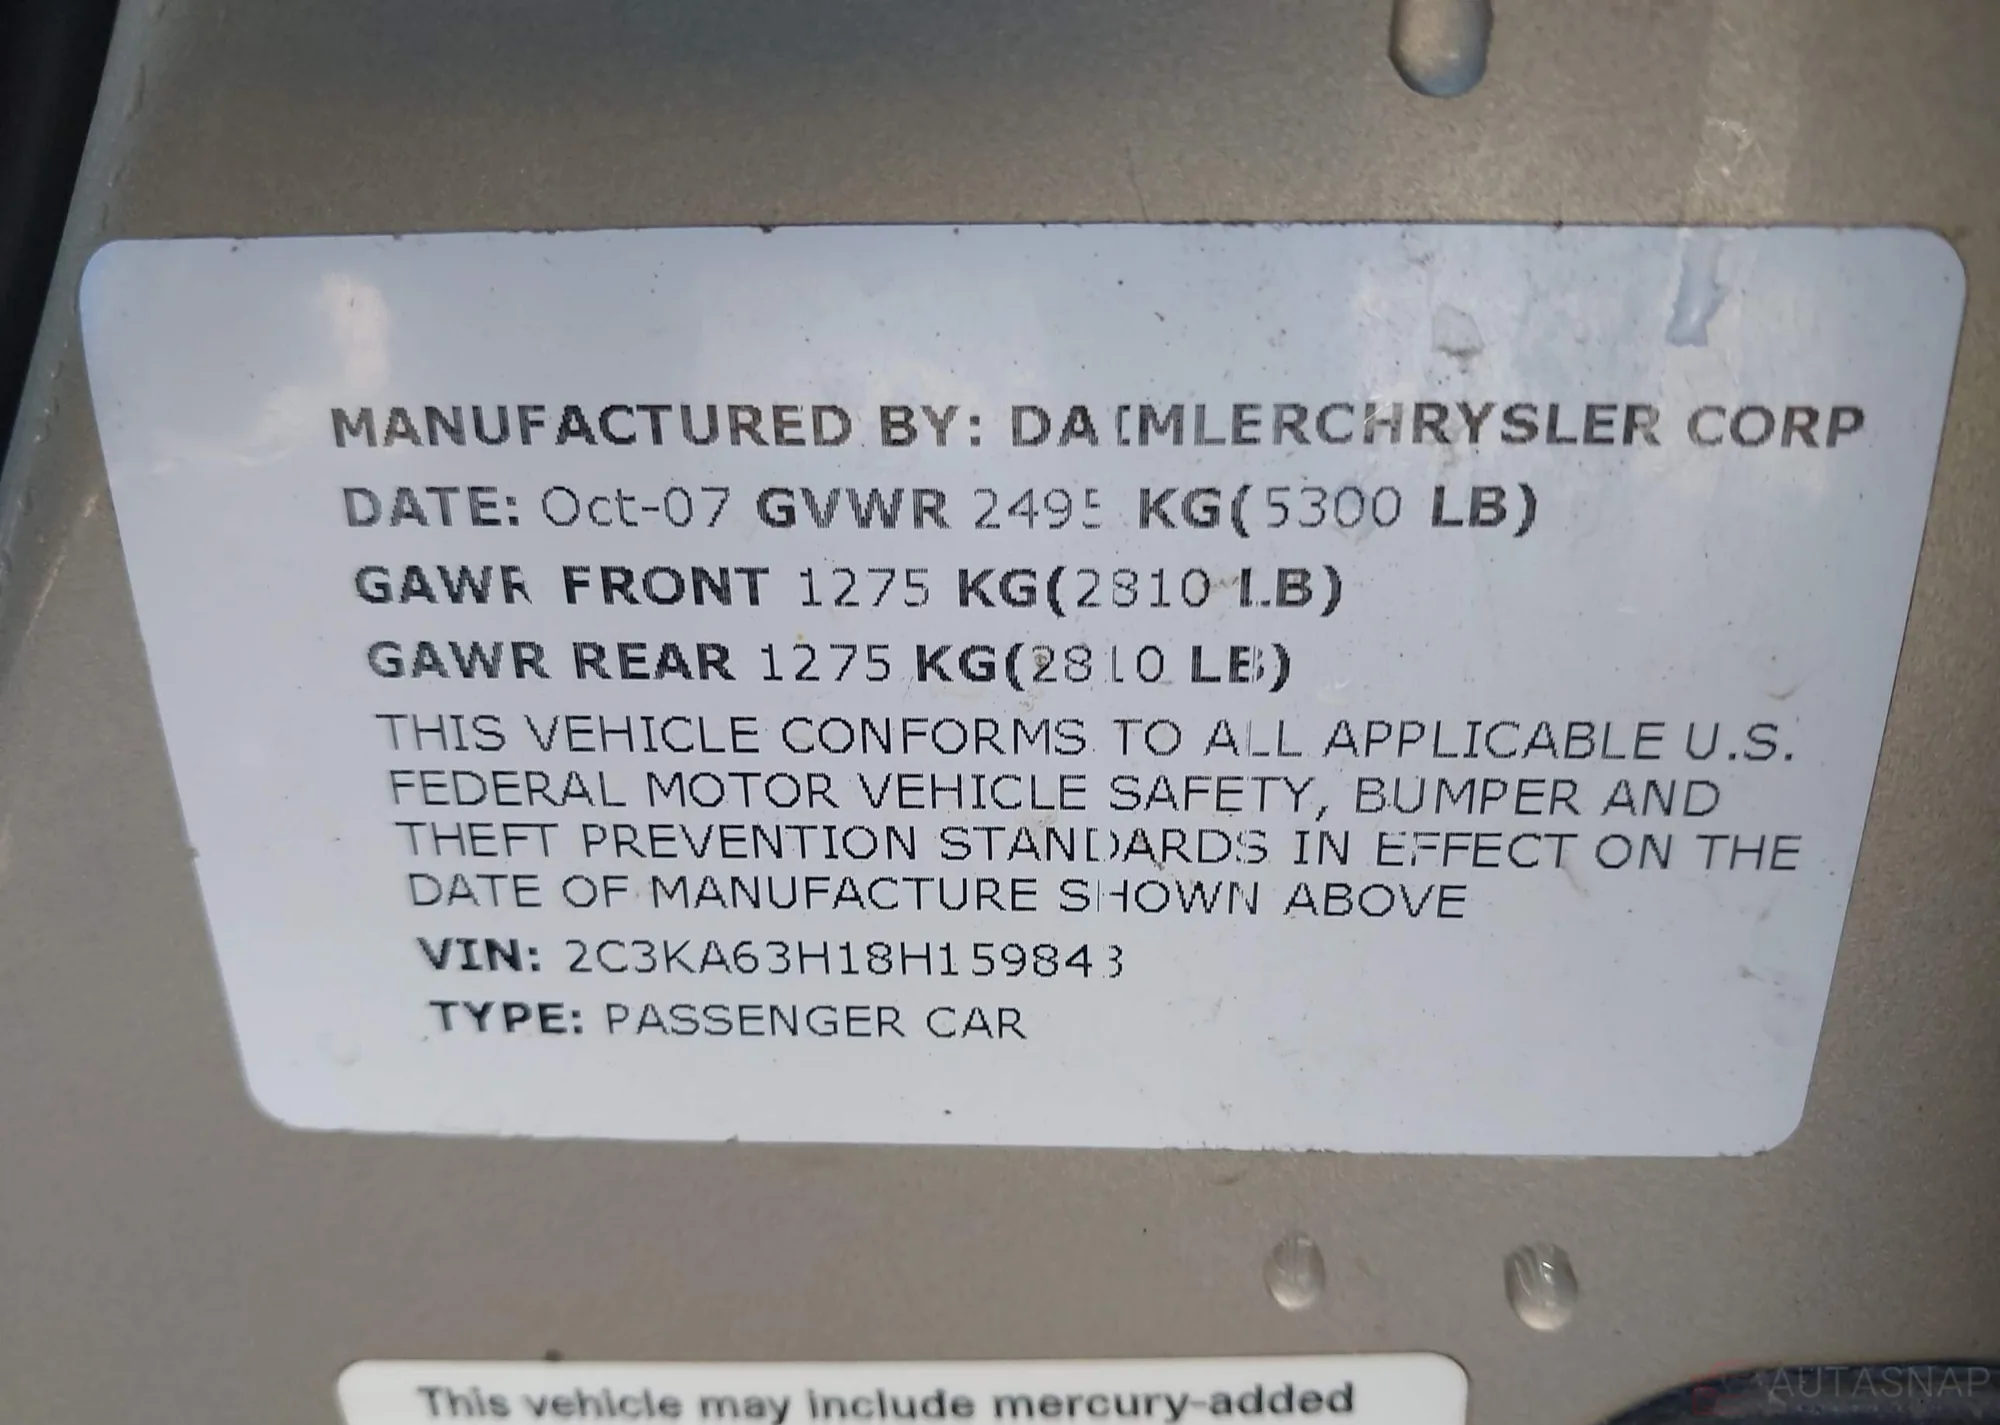 MANUFACTURED BY: DAIMLERCHRYSLER CORP
DATE: Oct-07 GVWR 2495 KG(5300 LB)
GAWR FRONT 1275 KG(2810 LB)
GAWR REAR 1275 KG(2810 LB)
THIS VEHICLE CONFORMS TO ALL APPLICABLE U.S.
FEDERAL MOTOR VEHICLE SAFETY, BUMPER AND
THEFT PREVENTION STANDARDS IN EFFECT ON THE
DATE OF MANUFACTURE SHOWN ABOVE
VIN: 2C3KA63H18H159843
TYPE: PASSENGER CAR
This vehicle may include mercury-added
AUTASNAP